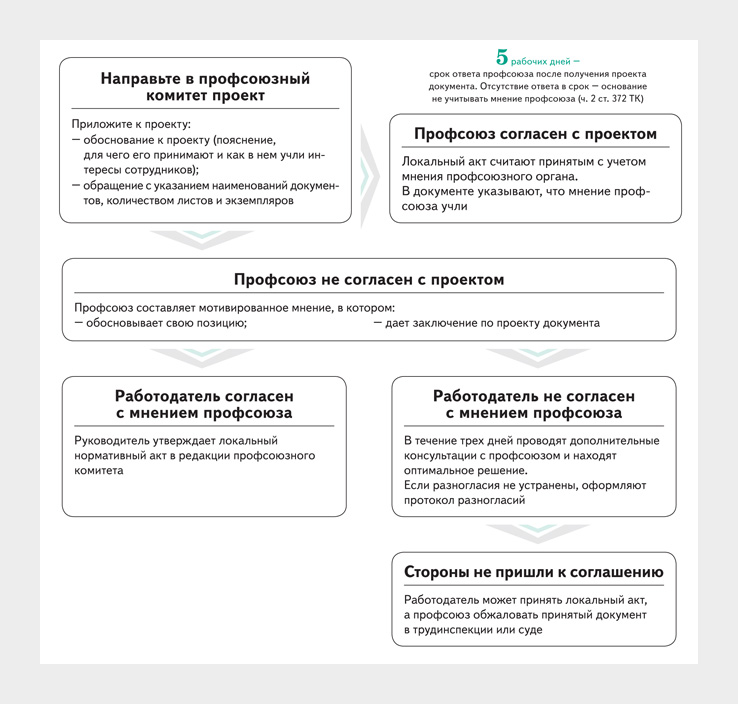 Направьте в профсоюзный
комитет проект
Приложите к проекту:
— обоснование к проекту (пояснение,
для чего его принимают и как в нем учли ин-
тересы сотрудников);
— обращение с указанием наименований докумен-
тов, количеством листов и экземпляров
5 рабочих дней —
срок ответа профсоюза после получения проекта
документа. Отсутствие ответа в срок — основание
не учитывать мнение профсоюза (ч. 2 ст. 372 ТК)
Профсоюз согласен с проектом
Локальный акт считают принятым с учетом
мнения профсоюзного органа.
В документе указывают, что мнение проф-
союза учли
Профсоюз не согласен с проектом
Профсоюз составляет мотивированное мнение, в котором:
— обосновывает свою позицию;
— дает заключение по проекту документа
Работодатель согласен
с мнением профсоюза
Руководитель утверждает локальный
нормативный акт в редакции профсоюзного
комитета
Работодатель не согласен
с мнением профсоюза
В течение трех дней проводят дополнительные
консультации с профсоюзом и находят
оптимальное решение.
Если разногласия не устранены, оформляют
протокол разногласий
Стороны не пришли к соглашению
Работодатель может принять локальный акт,
а профсоюз обжаловать принятый документ
в трудинспекции или суде